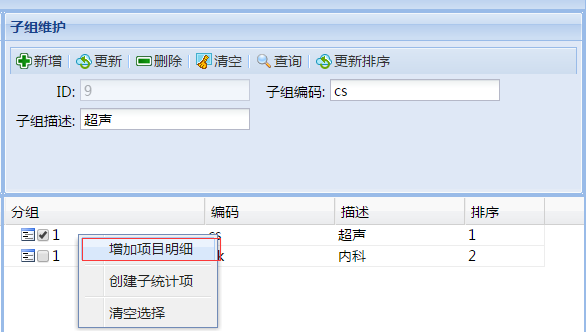 子组维护
新增 更新 删除 清空 查询 更新排序
ID: 9 子组编码: cs
子组描述: 超声
分组 编码 描述 排序
1 cs 超声 1
1 k 内科 2
增加项目明细
创建子统计项
清空选择